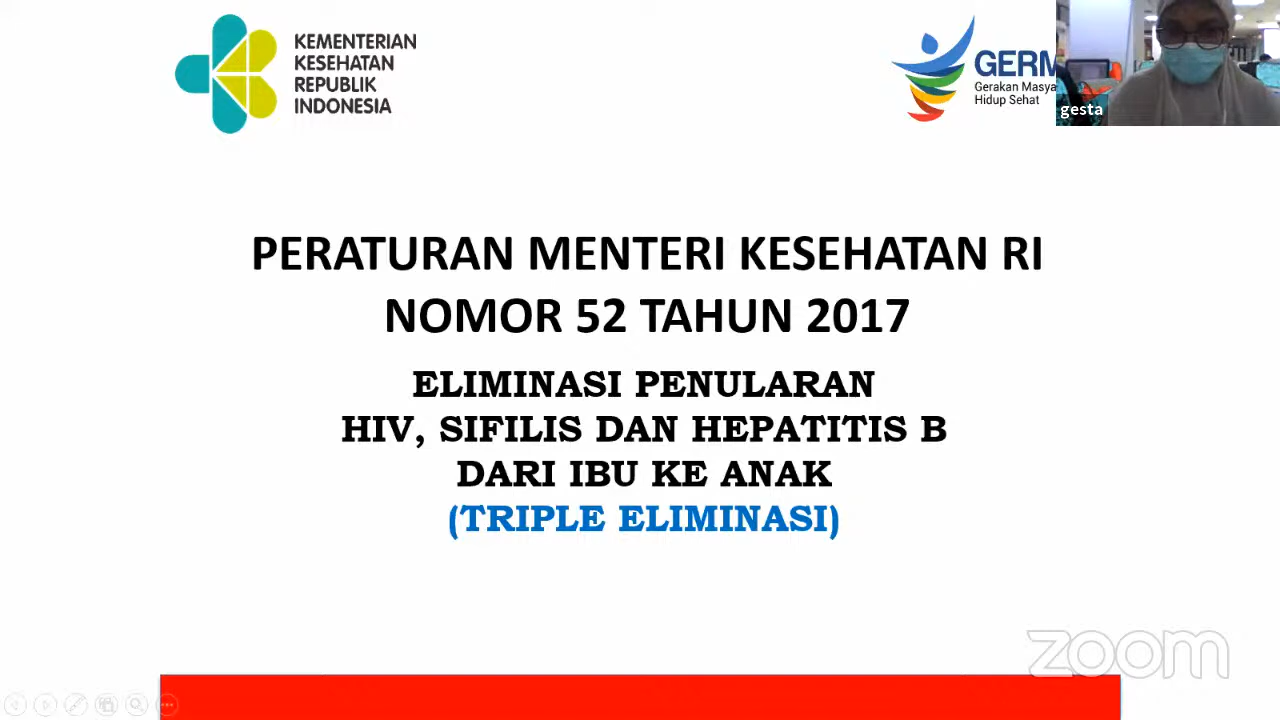 KEMENTERIAN
KESEHATAN
REPUBLIK
INDONESIA
GERM
Gerakan Masya
Hidup Sehat
gesta
PERATURAN MENTERI KESEHATAN RI
NOMOR 52 TAHUN 2017
ELIMINASI PENULARAN
HIV, SIFILIS DAN HEPATITIS B
DARI IBU KE ANAK
(TRIPLE ELIMINASI)
zoom